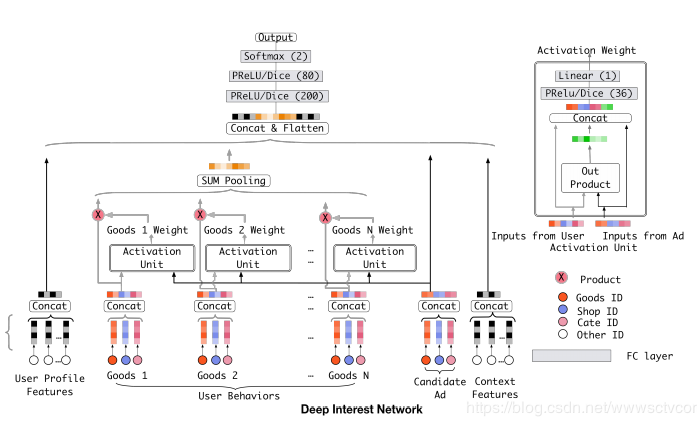 Output
Softmax (2)
PReLU/Dice (80)
PReLU/Dice (200)
Concat & Flatten
SUM Pooling
X
X
X
Goods 1 Weight
Goods 2 Weight
...
Goods N Weight
Activation
Unit
Activation
Unit
...
...
Activation
Unit
Concat
Concat
Concat
...
...
Concat
Concat
Concat
...
...
...
User Profile
Features
Goods 1
Goods 2
...
Goods N
User Behaviors
Candidate
Ad
Context
Features
Activation Weight
Linear (1)
PRelu/Dice (36)
Concat
Out
Product
Inputs from User
Inputs from Ad
Activation Unit
X
Product
Goods ID
Shop ID
Cate ID
Other ID
FC layer
Deep Interest Network
https://blog.csdn.net/wwwsctvcor